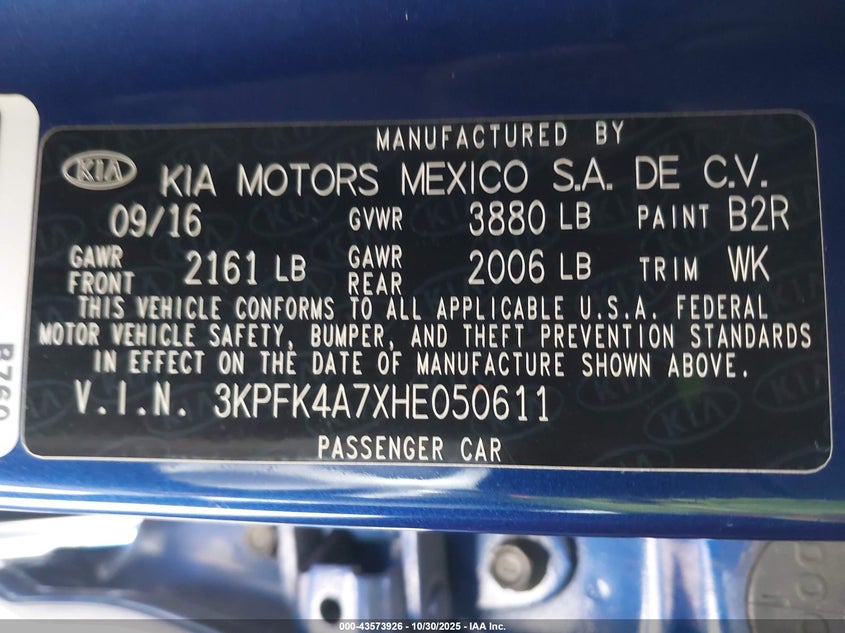 MANUFACTURED BY
KIA KIA MOTORS MEXICO S.A. DE C.V.
09/16 GVWR 3880 LB PAINT B2R
GAWR FRONT 2161 LB GAWR REAR 2006 LB TRIM WK
THIS VEHICLE CONFORMS TO ALL APPLICABLE U.S.A. FEDERAL
MOTOR VEHICLE SAFETY, BUMPER, AND THEFT PREVENTION STANDARDS
IN EFFECT ON THE DATE OF MANUFACTURE SHOWN ABOVE.
V.I.N. 3KPFK4A7XHE050611
PASSENGER CAR
B760
000-43573926 - 10/30/2025 - IAA Inc.